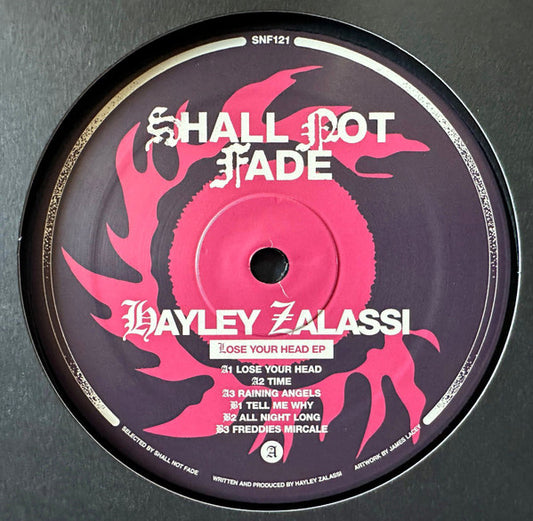 SNF121
SHALL NOT
FADE
HAYLEY ZALASSI
LOSE YOUR HEAD EP
A1 LOSE YOUR HEAD
A2 TIME
A3 RAINING ANGELS
B1 TELL ME WHY
B2 ALL NIGHT LONG
B3 FREDDIES MIRCALE
A
SELECTED BY SHALL NOT FADE
WRITTEN AND PRODUCED BY HAYLEY ZALASSI
ARTWORK BY JAMES LACEY